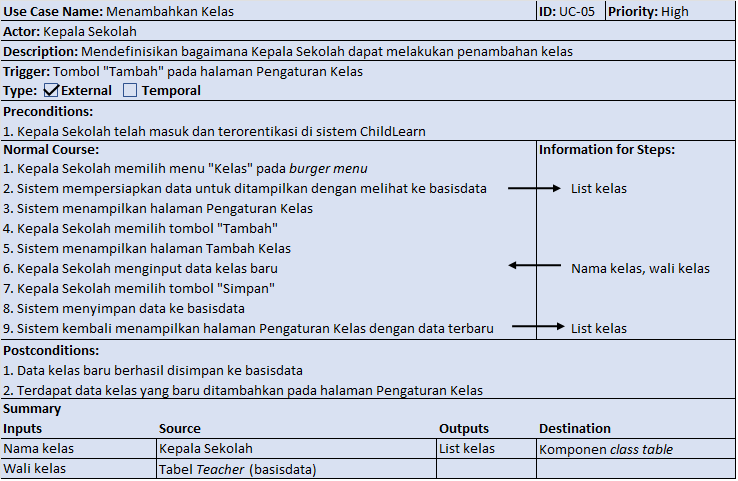 Use Case Name: Menambahkan Kelas ID: UC-05 Priority: High
Actor: Kepala Sekolah
Description: Mendefinisikan bagaimana Kepala Sekolah dapat melakukan penambahan kelas
Trigger: Tombol "Tambah" pada halaman Pengaturan Kelas
Type: External Temporal
Preconditions:
1. Kepala Sekolah telah masuk dan terorentikasi di sistem ChildLearn
Normal Course: Information for Steps:
1. Kepala Sekolah memilih menu "Kelas" pada burger menu
2. Sistem mempersiapkan data untuk ditampilkan dengan melihat ke basisdata List kelas
3. Sistem menampilkan halaman Pengaturan Kelas
4. Kepala Sekolah memilih tombol "Tambah"
5. Sistem menampilkan halaman Tambah Kelas
6. Kepala Sekolah menginput data kelas baru Nama kelas, wali kelas
7. Kepala Sekolah memilih tombol "Simpan"
8. Sistem menyimpan data ke basisdata
9. Sistem kembali menampilkan halaman Pengaturan Kelas dengan data terbaru List kelas
Postconditions:
1. Data kelas baru berhasil disimpan ke basisdata
2. Terdapat data kelas yang baru ditambahkan pada halaman Pengaturan Kelas
Summary
Inputs Source Outputs Destination
Nama kelas Kepala Sekolah List kelas Komponen class table
Wali kelas Tabel Teacher (basisdata)